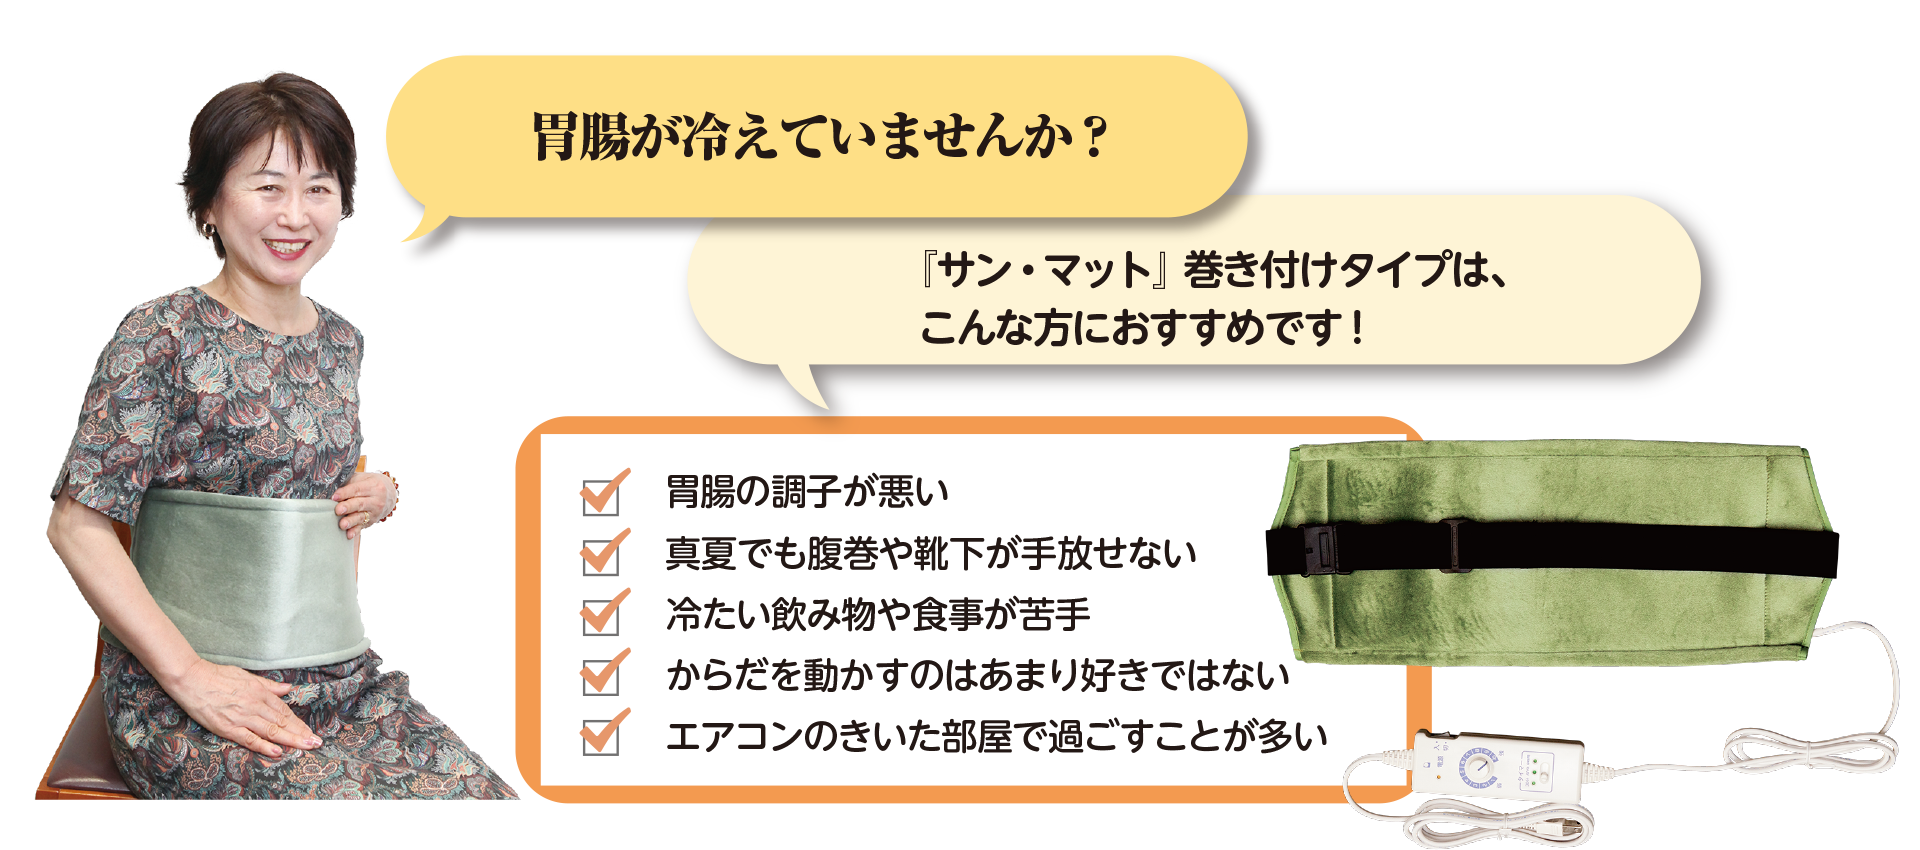 胃腸が冷えていませんか？
『サン・マット』巻き付けタイプは、
こんな方におすすめです！
胃腸の調子が悪い
真夏でも腹巻や靴下が手放せない
冷たい飲み物や食事が苦手
からだを動かすのはあまり好きではない
エアコンのきいた部屋で過ごすことが多い